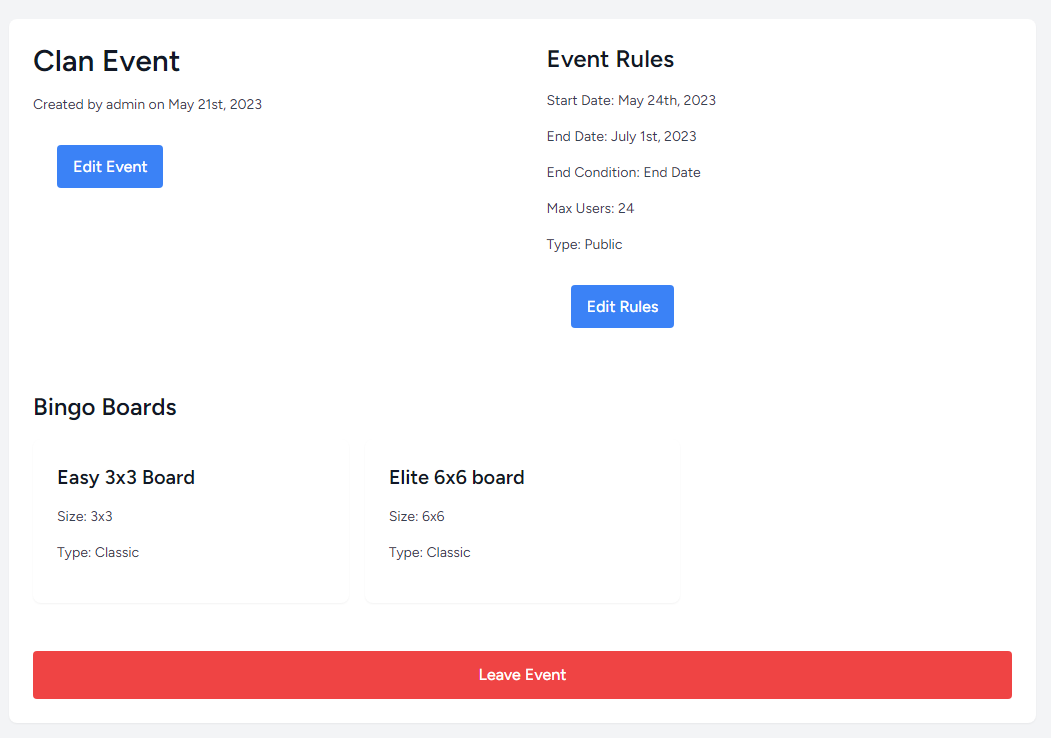 Clan Event
Created by admin on May 21st, 2023
Edit Event
Event Rules
Start Date: May 24th, 2023
End Date: July 1st, 2023
End Condition: End Date
Max Users: 24
Type: Public
Edit Rules
Bingo Boards
Easy 3x3 Board
Size: 3x3
Type: Classic
Elite 6x6 board
Size: 6x6
Type: Classic
Leave Event